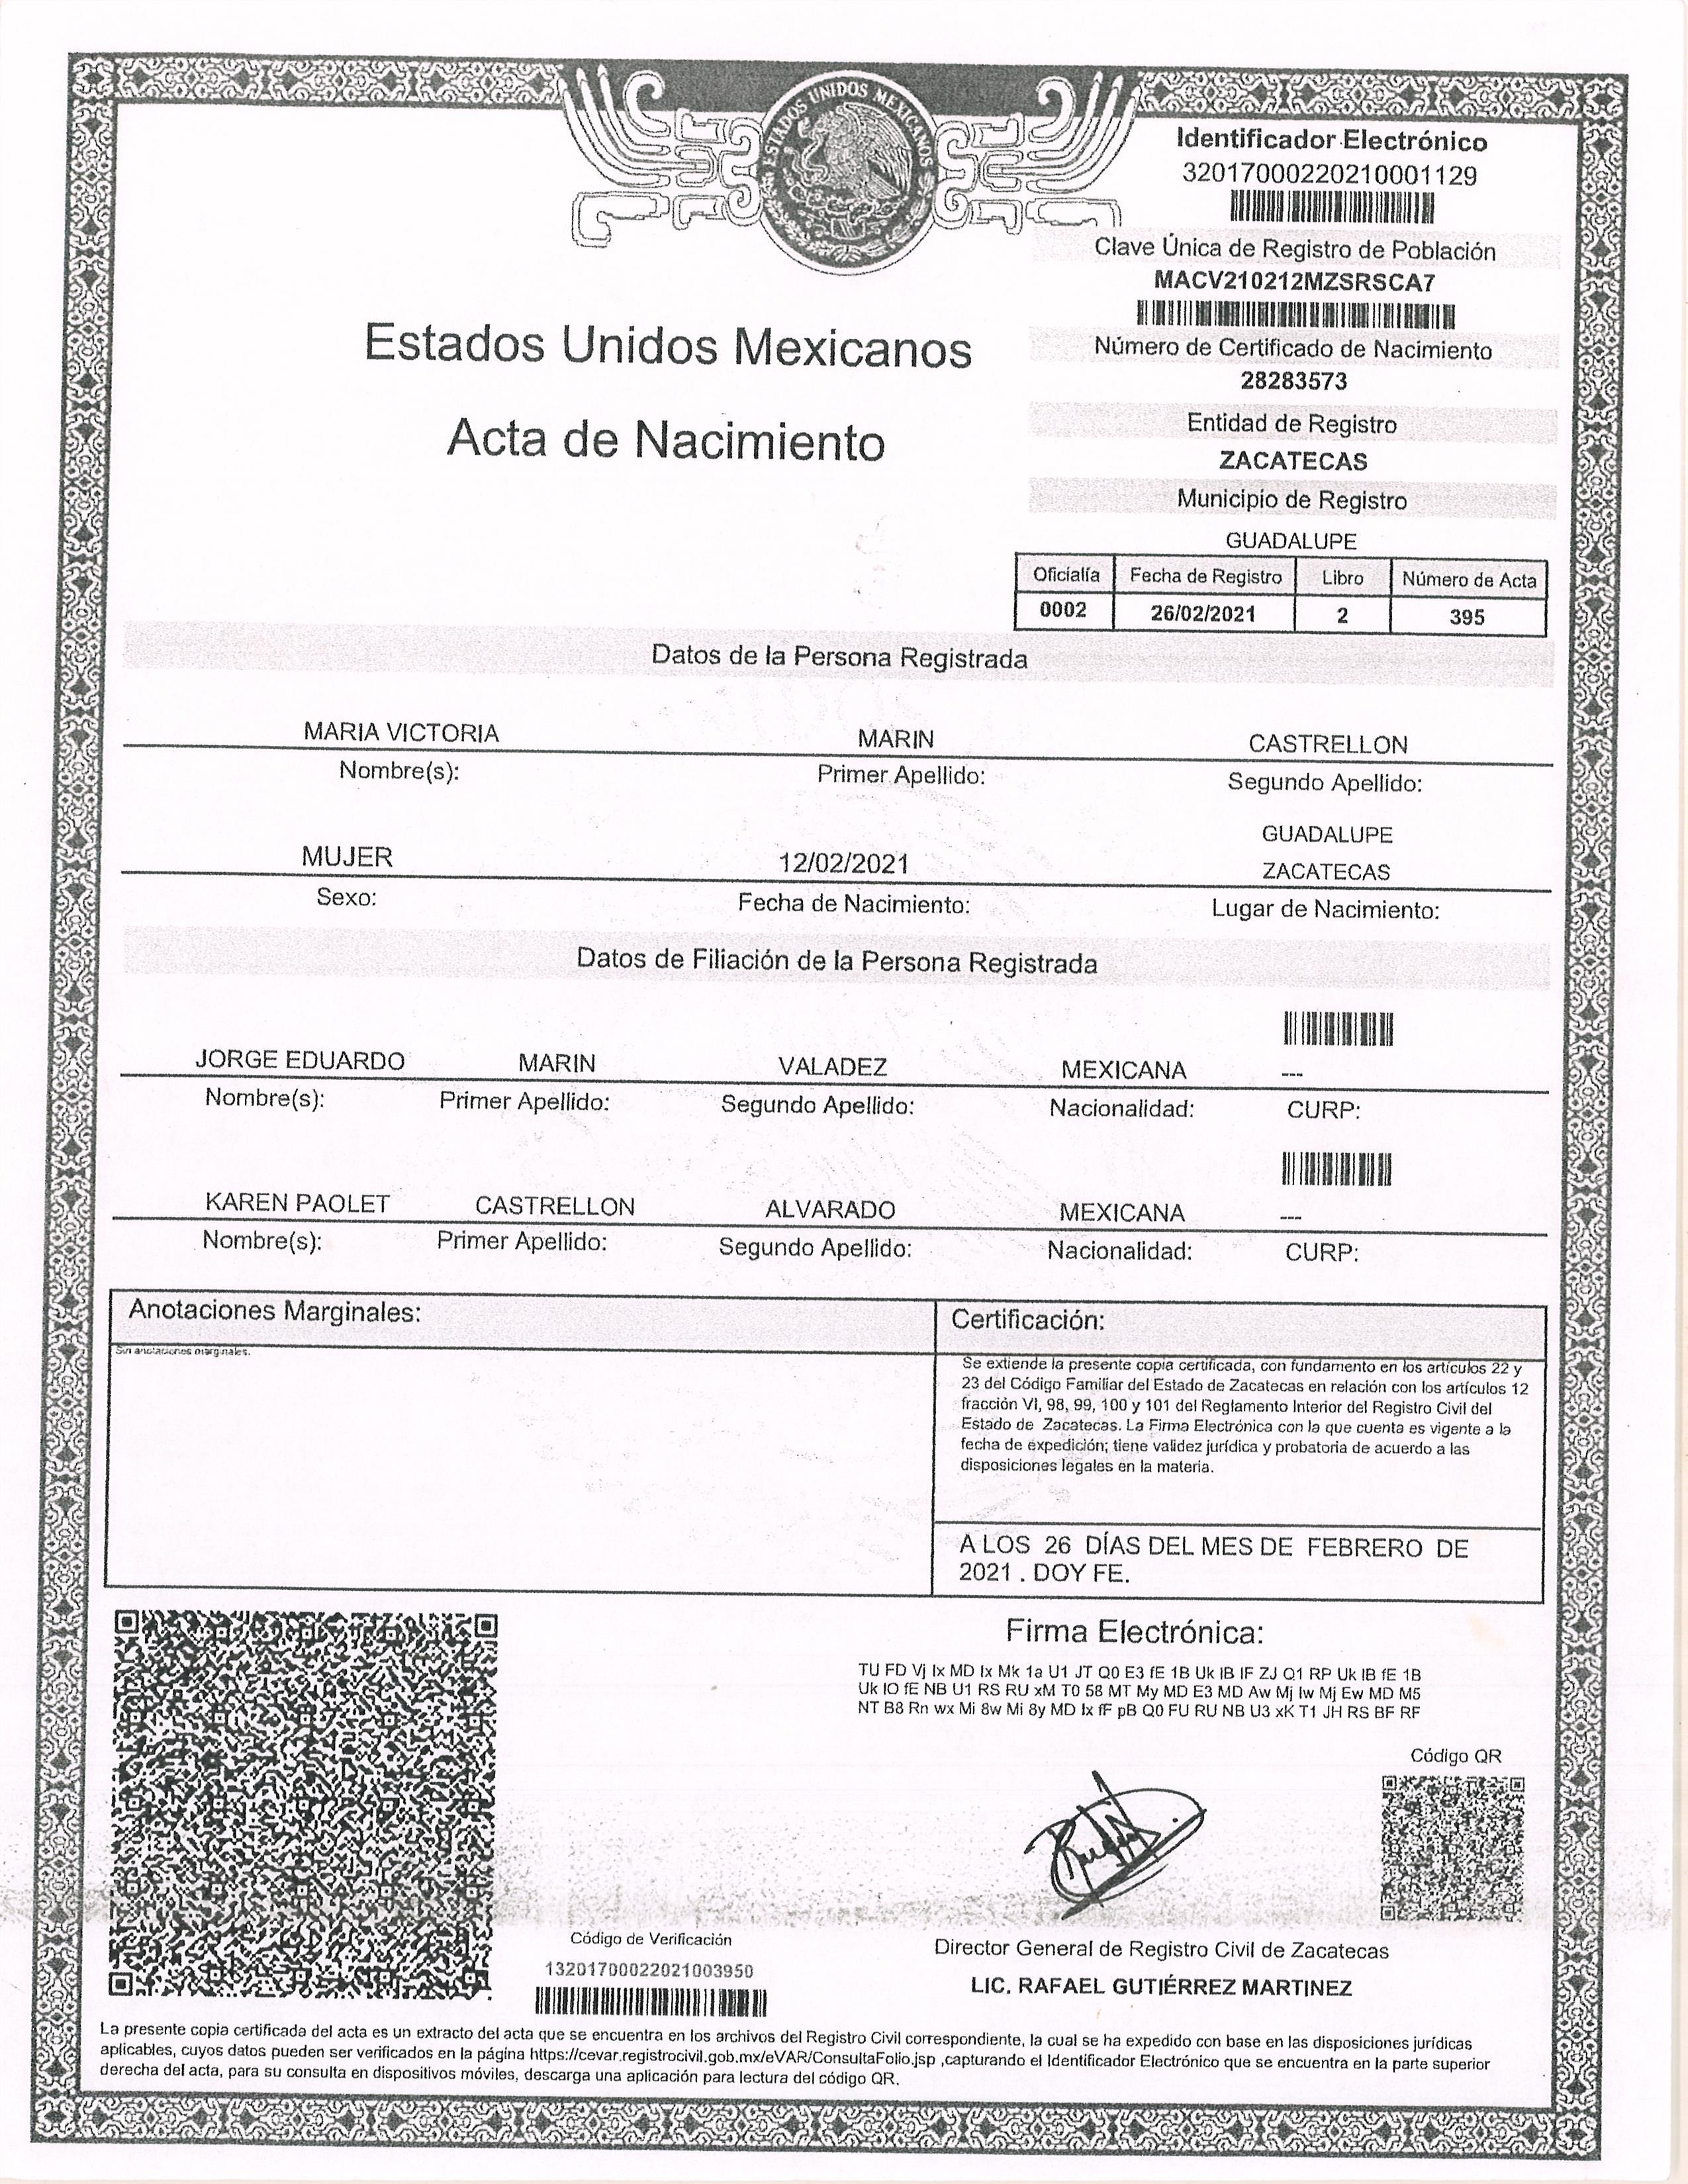 ESTADOS UNIDOS MEXICANOS
Identificador Electrónico
32017000220210001129
Clave Única de Registro de Población
MACV210212MZSRSCA7
Número de Certificado de Nacimiento
28283573
Entidad de Registro
ZACATECAS
Municipio de Registro
GUADALUPE
Estados Unidos Mexicanos
Acta de Nacimiento
Oficialía Fecha de Registro Libro Número de Acta
0002 26/02/2021 2 395
Datos de la Persona Registrada
MARIA VICTORIA MARIN CASTRELLON
Nombre(s): Primer Apellido: Segundo Apellido:
GUADALUPE
MUJER 12/02/2021 ZACATECAS
Sexo: Fecha de Nacimiento: Lugar de Nacimiento:
Datos de Filiación de la Persona Registrada
JORGE EDUARDO MARIN VALADEZ MEXICANA ---
Nombre(s): Primer Apellido: Segundo Apellido: Nacionalidad: CURP:
KAREN PAOLET CASTRELLON ALVARADO MEXICANA ---
Nombre(s): Primer Apellido: Segundo Apellido: Nacionalidad: CURP:
Anotaciones Marginales:
Sin anotaciones marginales.
Certificación:
Se extiende la presente copia certificada, con fundamento en los artículos 22 y
23 del Código Familiar del Estado de Zacatecas en relación con los artículos 12
fracción VI, 98, 99, 100 y 101 del Reglamento Interior del Registro Civil del
Estado de Zacatecas. La Firma Electrónica con la que cuenta es vigente a la
fecha de expedición; tiene validez jurídica y probatoria de acuerdo a las
disposiciones legales en la materia.
A LOS 26 DÍAS DEL MES DE FEBRERO DE
2021 . DOY FE.
Firma Electrónica:
TU FD Vj Ix MD Ix Mk 1a U1 JT Q0 E3 fE 1B Uk lB IF ZJ Q1 RP Uk lB fE 1B
Uk lO fE NB U1 RS RU xM T0 58 MT My MD E3 MD Aw Mj Iw Mj Ew MD M5
NT B8 Rn wx Mi 8w Mi 8y MD Ix fF pB Q0 FU RU NB U3 xK T1 JH RS BF RF
Código QR
Código de Verificación
13201700022021003950
Director General de Registro Civil de Zacatecas
LIC. RAFAEL GUTIÉRREZ MARTINEZ
La presente copia certificada del acta es un extracto del acta que se encuentra en los archivos del Registro Civil correspondiente, la cual se ha expedido con base en las disposiciones jurídicas
aplicables, cuyos datos pueden ser verificados en la página https://cevar.registrocivil.gob.mx/eVAR/ConsultaFolio.jsp ,capturando el Identificador Electrónico que se encuentra en la parte superior
derecha del acta, para su consulta en dispositivos móviles, descarga una aplicación para lectura del código QR.